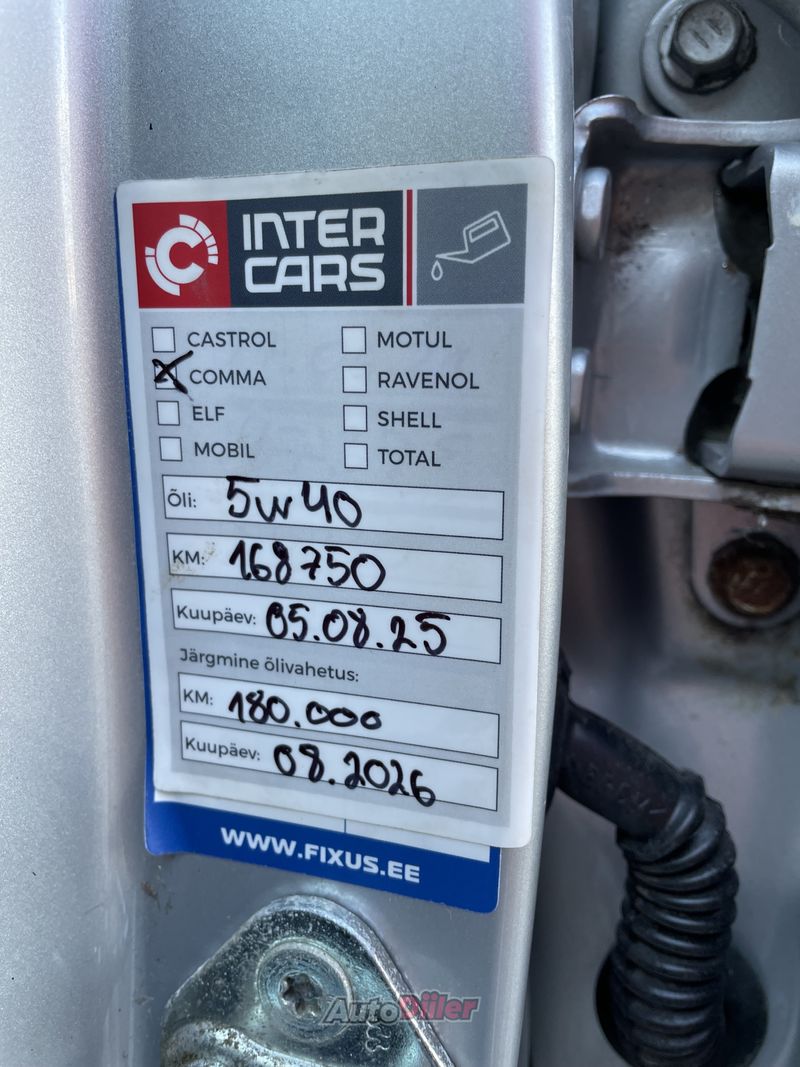 INTER
CARS
CASTROL
MOTUL
COMMA
RAVENOL
ELF
SHELL
MOBIL
TOTAL
Õli: 5w40
KM: 168750
Kuupäev: 05.08.25
Järgmine õlivahetus:
KM: 180.000
Kuupäev: 08.2026
WWW.FIXUS.EE
AutoDiiler